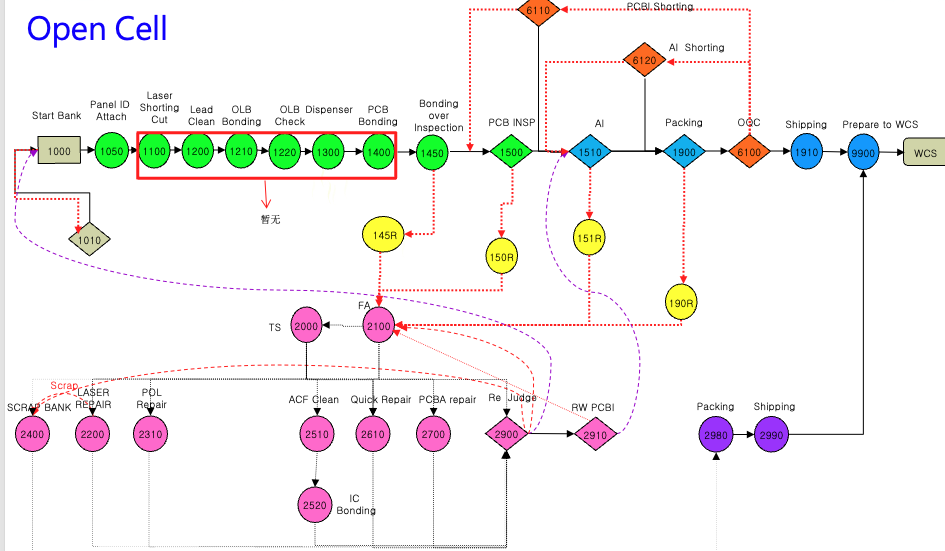 Open Cell
6110
PCBI Shorting
6120
AI Shorting
Start Bank
Panel ID
Attach
Laser
Shorting
Cut
Lead
Clean
OLB
Bonding
OLB
Check
Dispenser
PCB
Bonding
Bonding
over
Inspection
PCB INSP
AI
Packing
OQC
Shipping
Prepare to WCS
1000
1050
1100
1200
1210
1220
1300
1400
1450
1500
1510
1900
6100
1910
9900
WCS
暂无
1010
145R
150R
151R
190R
FA
TS
2000
2100
Scrap
SCRAP BANK
LASER
REPAIR
POL
Repair
ACF Clean
Quick Repair
PCBA repair
Re Judge
RW PCBI
Packing
Shipping
2400
2200
2310
2510
2610
2700
2900
2910
2980
2990
2520
IC
Bonding